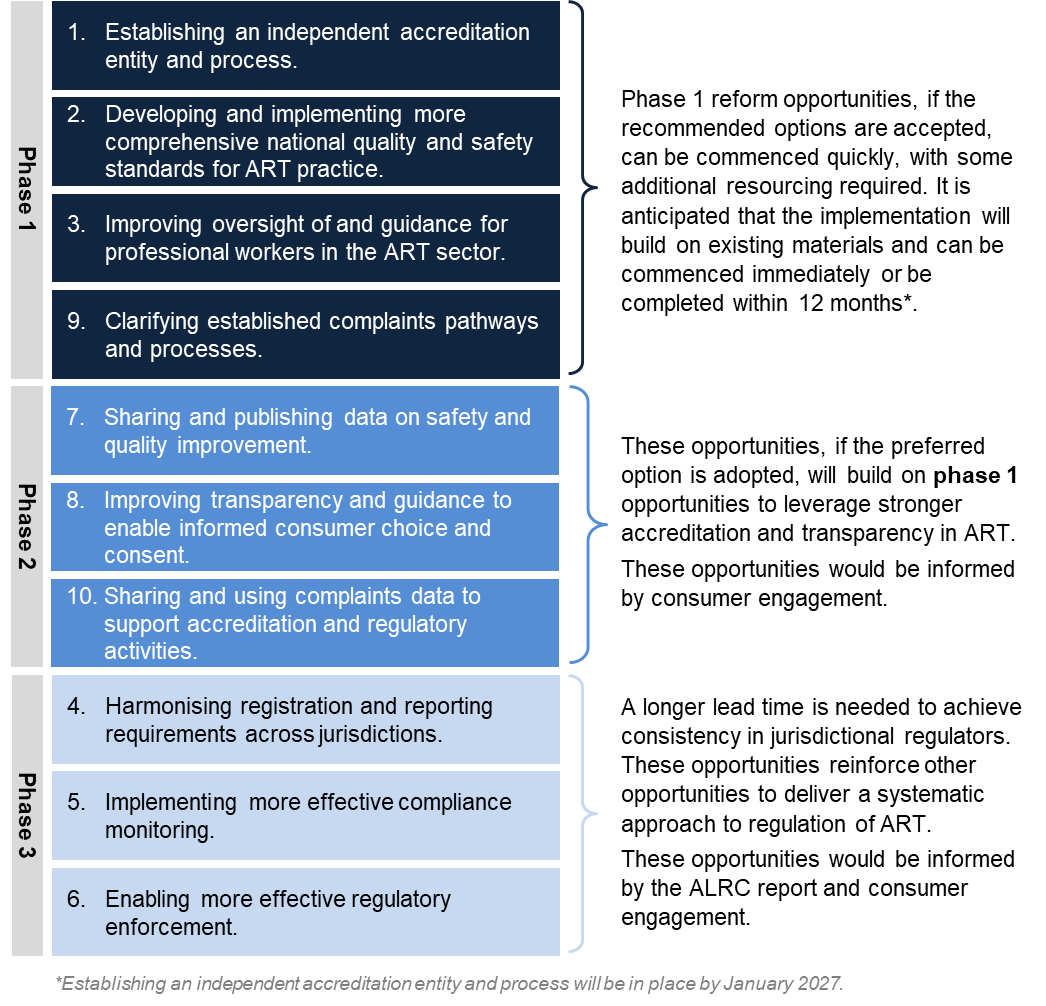 Phase 1
1. Establishing an independent accreditation
entity and process.
2. Developing and implementing more
comprehensive national quality and safety
standards for ART practice.
3. Improving oversight of and guidance for
professional workers in the ART sector.
9. Clarifying established complaints pathways
and processes.
Phase 1 reform opportunities, if the
recommended options are accepted,
can be commenced quickly, with some
additional resourcing required. It is
anticipated that the implementation will
build on existing materials and can be
commenced immediately or be
completed within 12 months*.
Phase 2
7. Sharing and publishing data on safety and
quality improvement.
8. Improving transparency and guidance to
enable informed consumer choice and
consent.
10. Sharing and using complaints data to
support accreditation and regulatory
activities.
These opportunities, if the preferred
option is adopted, will build on phase 1
opportunities to leverage stronger
accreditation and transparency in ART.
These opportunities would be informed
by consumer engagement.
Phase 3
4. Harmonising registration and reporting
requirements across jurisdictions.
5. Implementing more effective compliance
monitoring.
6. Enabling more effective regulatory
enforcement.
A longer lead time is needed to achieve
consistency in jurisdictional regulators.
These opportunities reinforce other
opportunities to deliver a systematic
approach to regulation of ART.
These opportunities would be informed
by the ALRC report and consumer
engagement.
*Establishing an independent accreditation entity and process will be in place by January 2027.